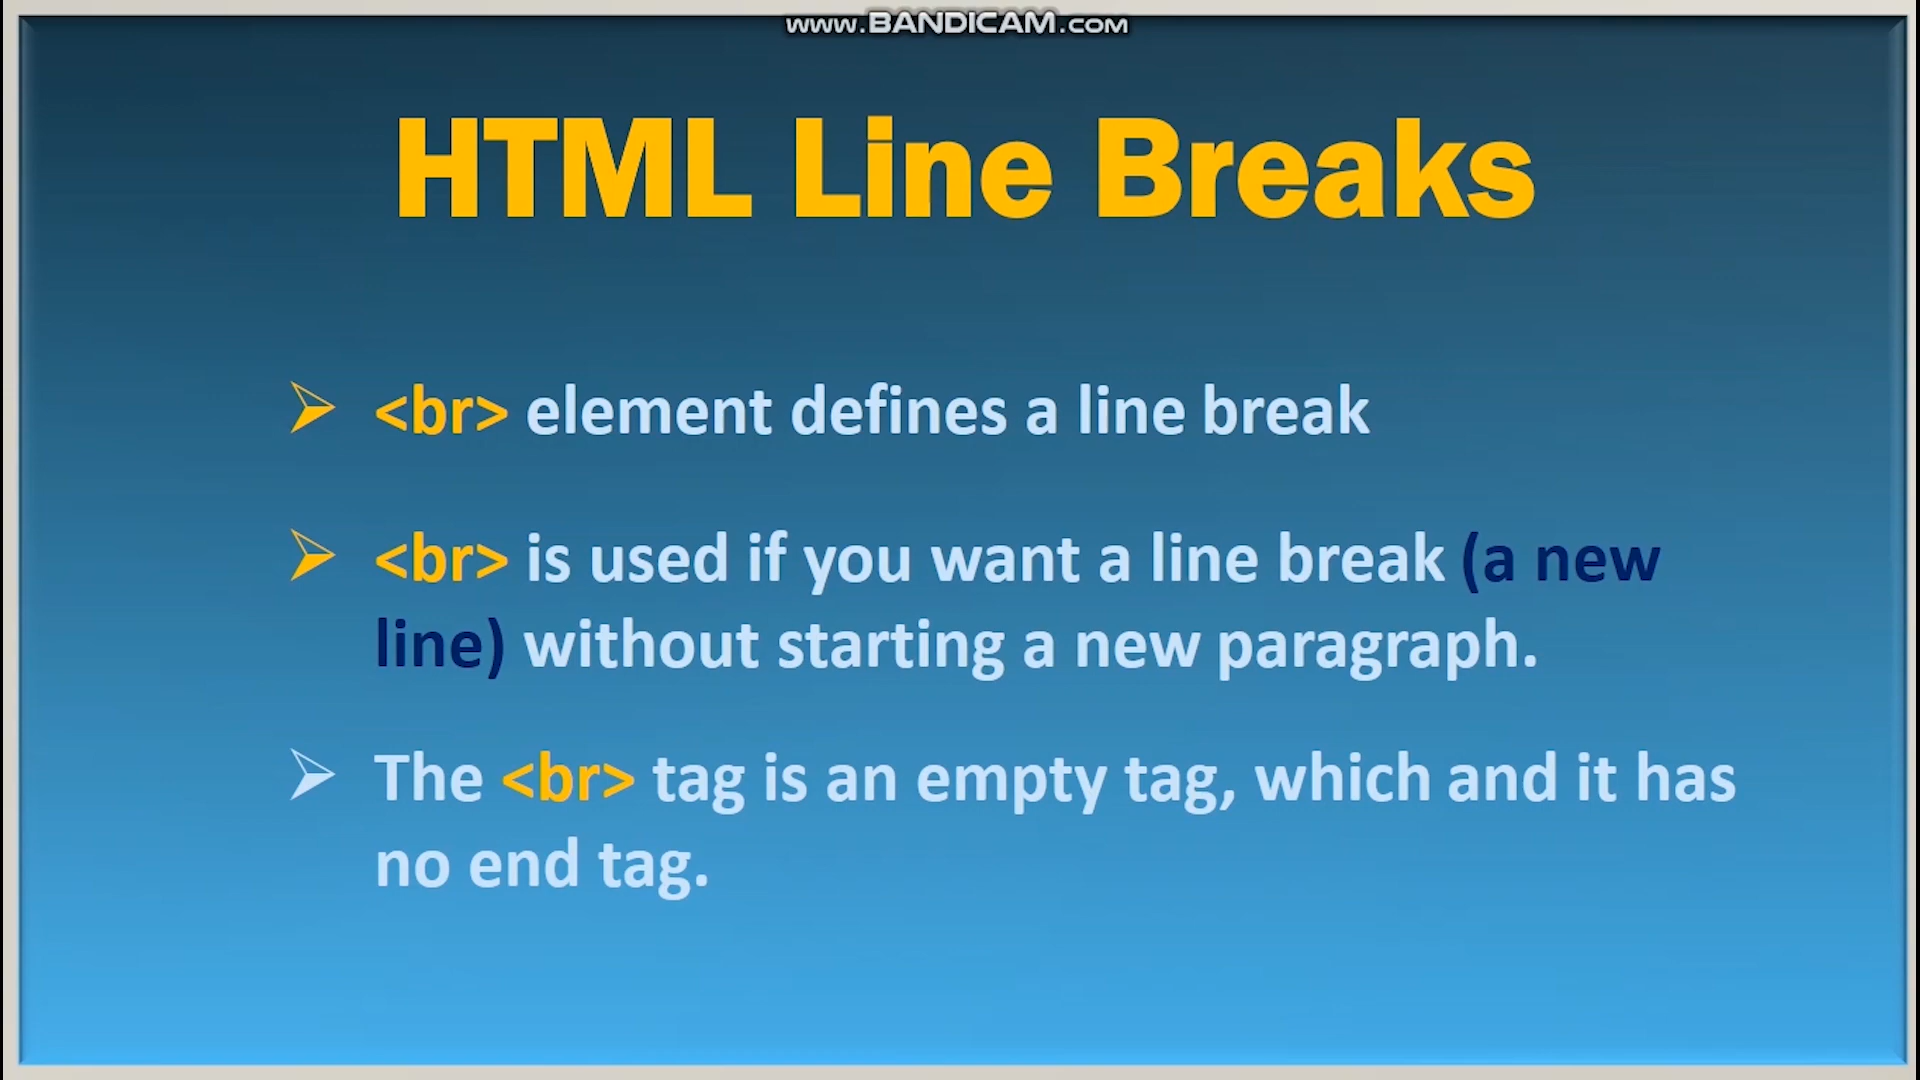 www.BANDICAM.com
HTML Line Breaks
<br> element defines a line break
<br> is used if you want a line break (a new
line) without starting a new paragraph.
The <br> tag is an empty tag, which and it has
no end tag.